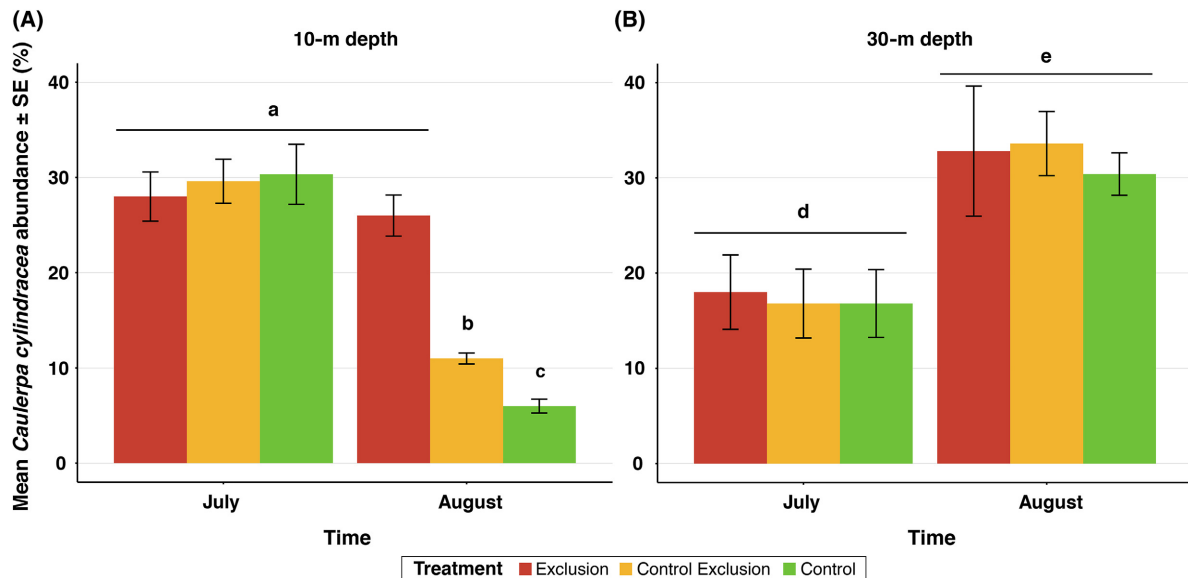 (A)
10-m depth
Mean Caulerpa cylindracea abundance ± SE (%)
40
30
20
10
0
a
b
c
July
August
Time
(B)
30-m depth
40
30
20
10
0
d
e
July
August
Time
Treatment Exclusion Control Exclusion Control